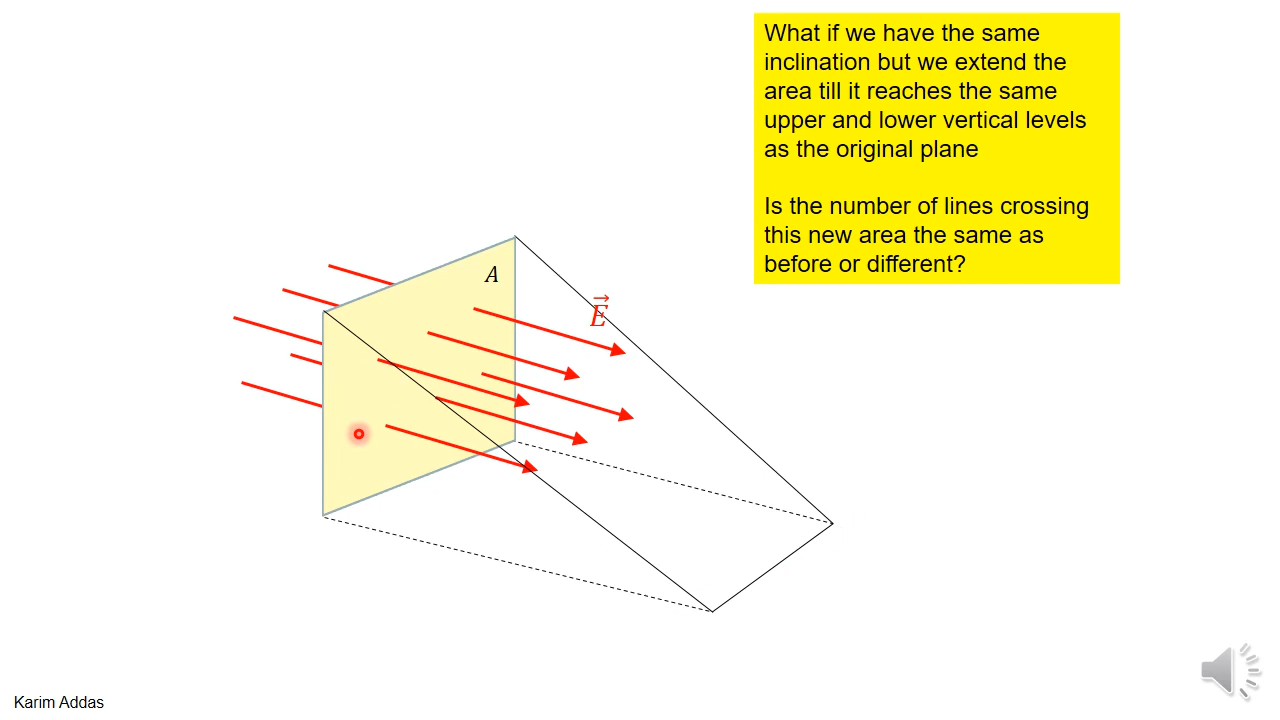 What if we have the same
inclination but we extend the
area till it reaches the same
upper and lower vertical levels
as the original plane
Is the number of lines crossing
this new area the same as
before or different?
A
E
Karim Addas